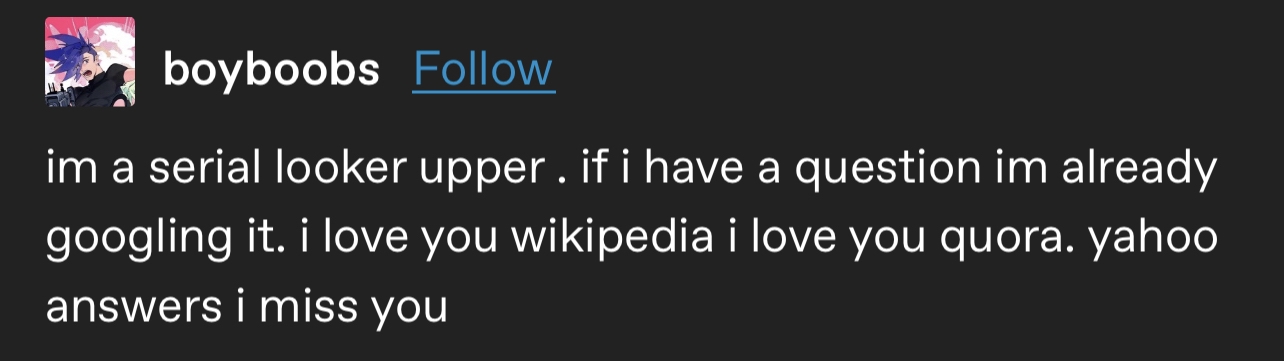 boyboobs Follow
im a serial looker upper . if i have a question im already
googling it. i love you wikipedia i love you quora. yahoo
answers i miss you